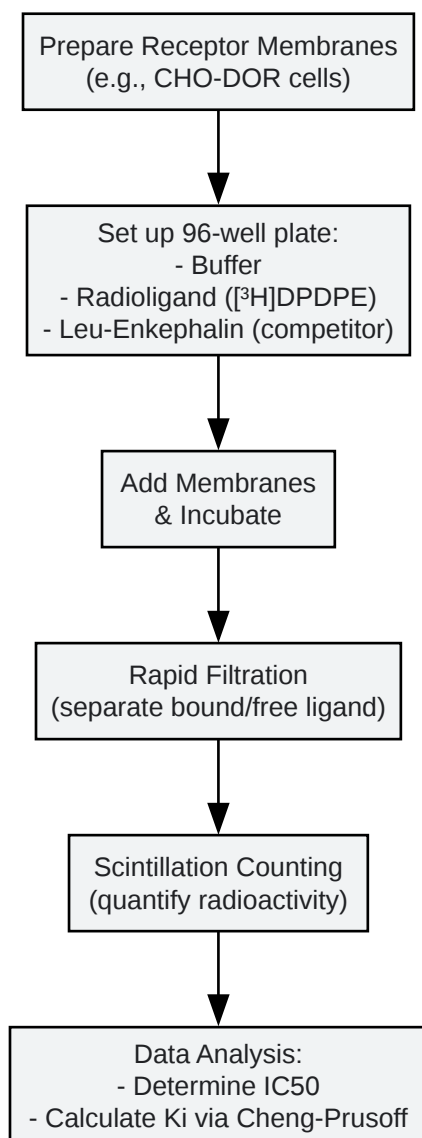 Prepare Receptor Membranes
(e.g., CHO-DOR cells)
Set up 96-well plate:
- Buffer
- Radioligand ([³H]DPDPE)
- Leu-Enkephalin (competitor)
Add Membranes
& Incubate
Rapid Filtration
(separate bound/free ligand)
Scintillation Counting
(quantify radioactivity)
Data Analysis:
- Determine IC50
- Calculate Ki via Cheng-Prusoff